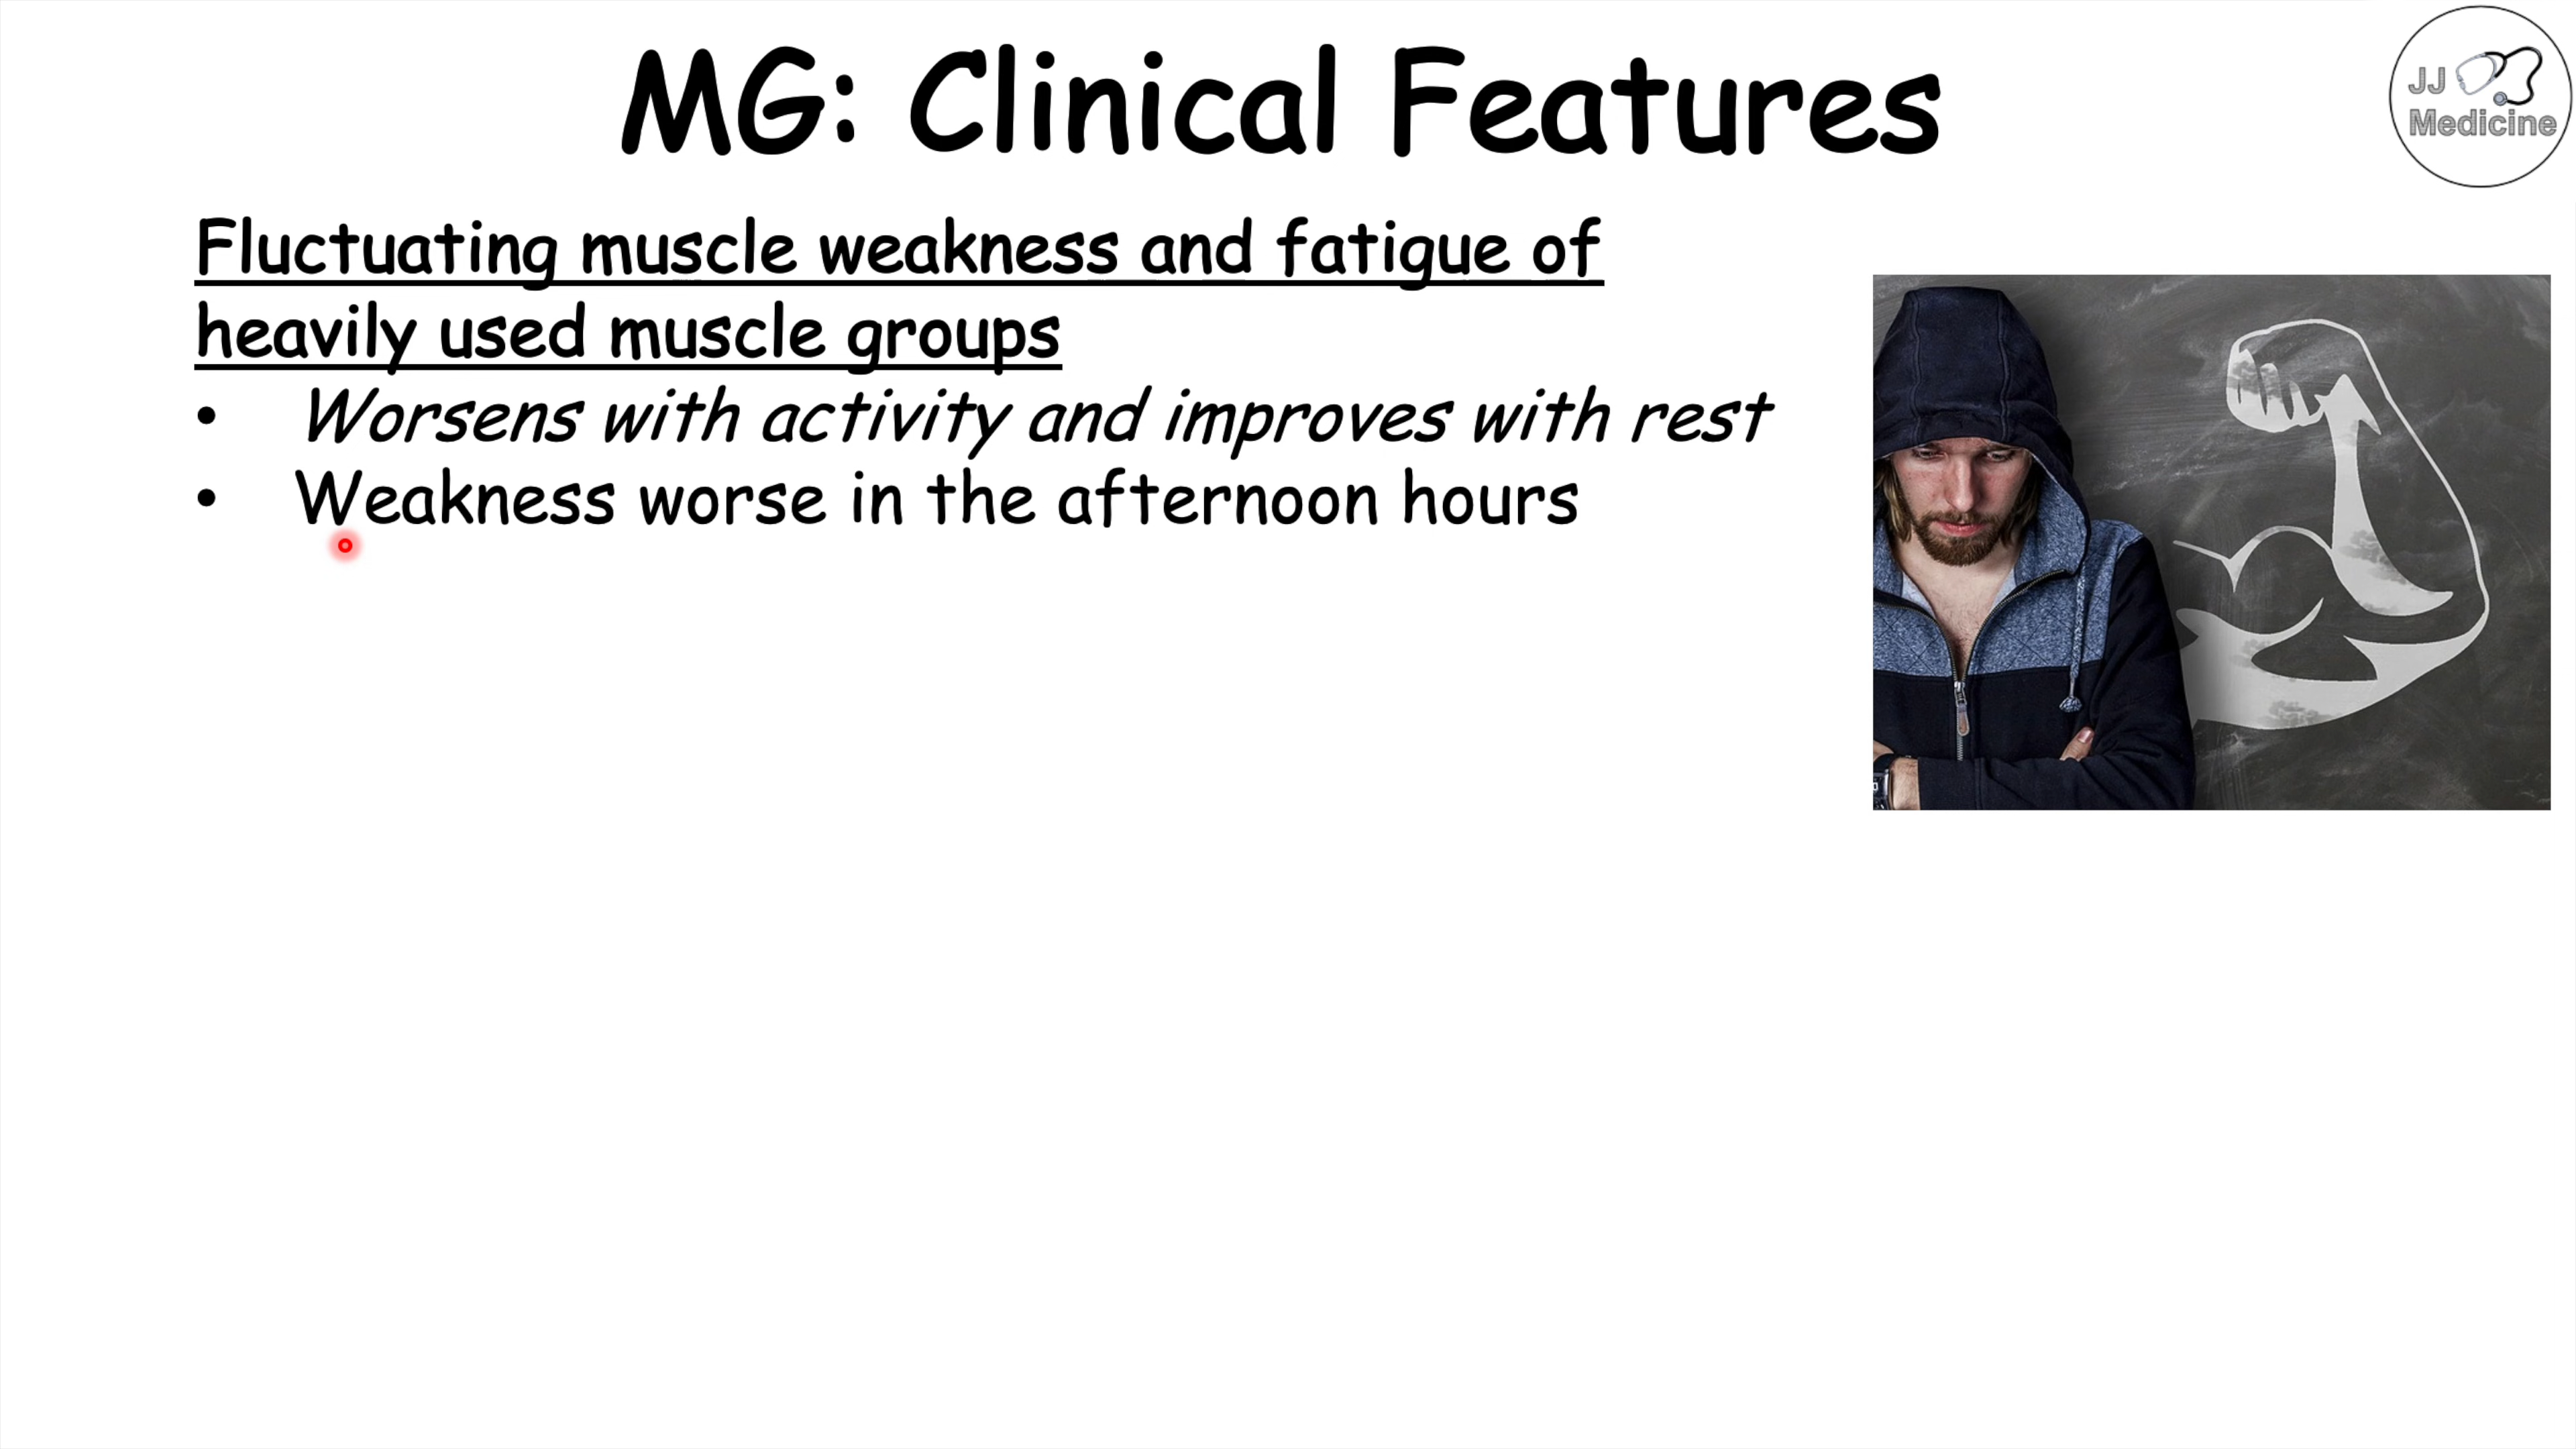 MG: Clinical Features
JJ
Medicine
Fluctuating muscle weakness and fatigue of
heavily used muscle groups
• Worsens with activity and improves with rest
• Weakness worse in the afternoon hours